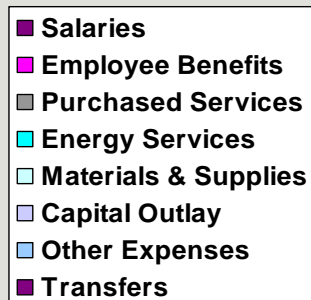 Salaries
Employee Benefits
Purchased Services
Energy Services
Materials & Supplies
Capital Outlay
Other Expenses
Transfers